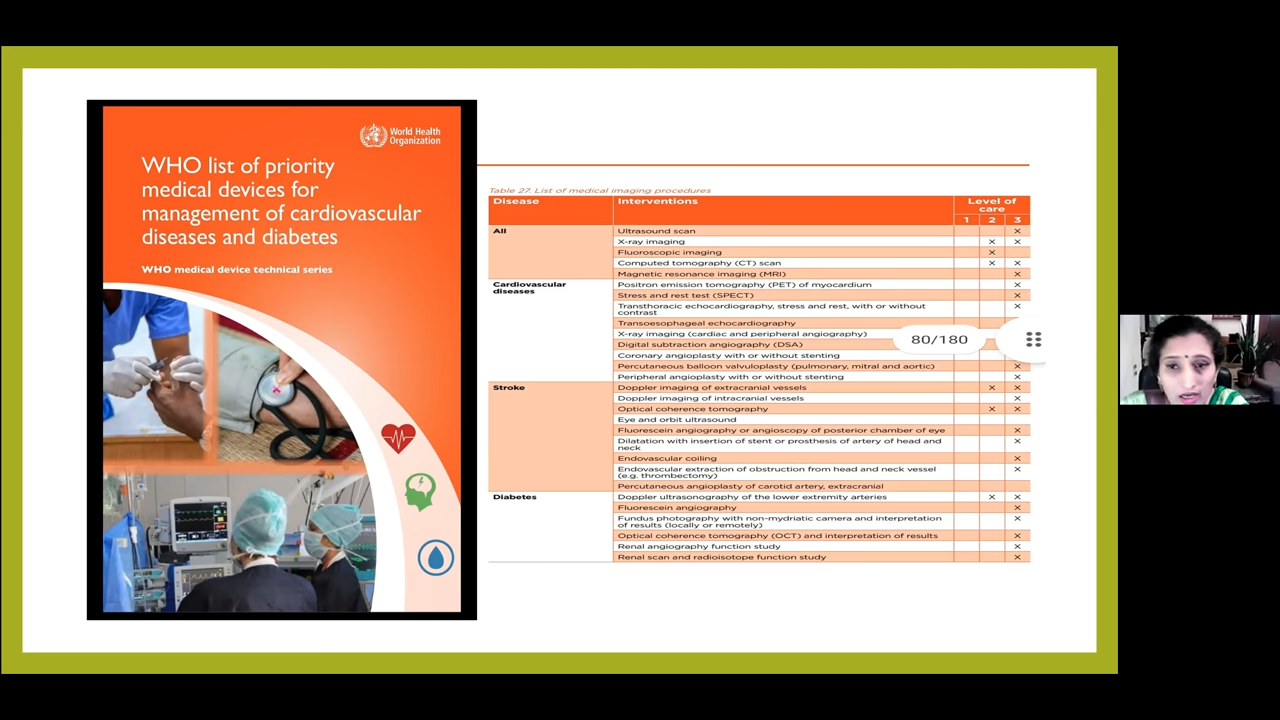 World Health
Organization
WHO list of priority
medical devices for
management of cardiovascular
diseases and diabetes
WHO medical device technical series
Table 27. List of medical imaging procedures
Disease Interventions Level of
care
1 2 3
All Ultrasound scan X
X-ray imaging X X
Fluoroscopic imaging X
Computed tomography (CT) scan X X
Magnetic resonance imaging (MRI) X
Cardiovascular
diseases
Positron emission tomography (PET) of myocardium X
Stress and rest test (SPECT) X
Transthoracic echocardiography, stress and rest, with or without
contrast X
Transoesophageal echocardiography
X-ray imaging (cardiac and peripheral angiography)
Digital subtraction angiography (DSA)
80/180
Coronary angioplasty with or without stenting
Percutaneous balloon valvuloplasty (pulmonary, mitral and aortic) X
Peripheral angioplasty with or without stenting X
Stroke Doppler imaging of extracranial vessels X X
Doppler imaging of intracranial vessels X
Optical coherence tomography X X
Eye and orbit ultrasound
Fluorescein angiography or angioscopy of posterior chamber of eye X
Dilatation with insertion of stent or prosthesis of artery of head and
neck X
Endovascular coiling X
Endovascular extraction of obstruction from head and neck vessel
(e.g. thrombectomy) X
Percutaneous angioplasty of carotid artery, extracranial
Diabetes Doppler ultrasonography of the lower extremity arteries X X
Fluorescein angiography X
Fundus photography with non-mydriatic camera and interpretation
of results (locally or remotely) X
Optical coherence tomography (OCT) and interpretation of results X
Renal angiography function study X
Renal scan and radioisotope function study X